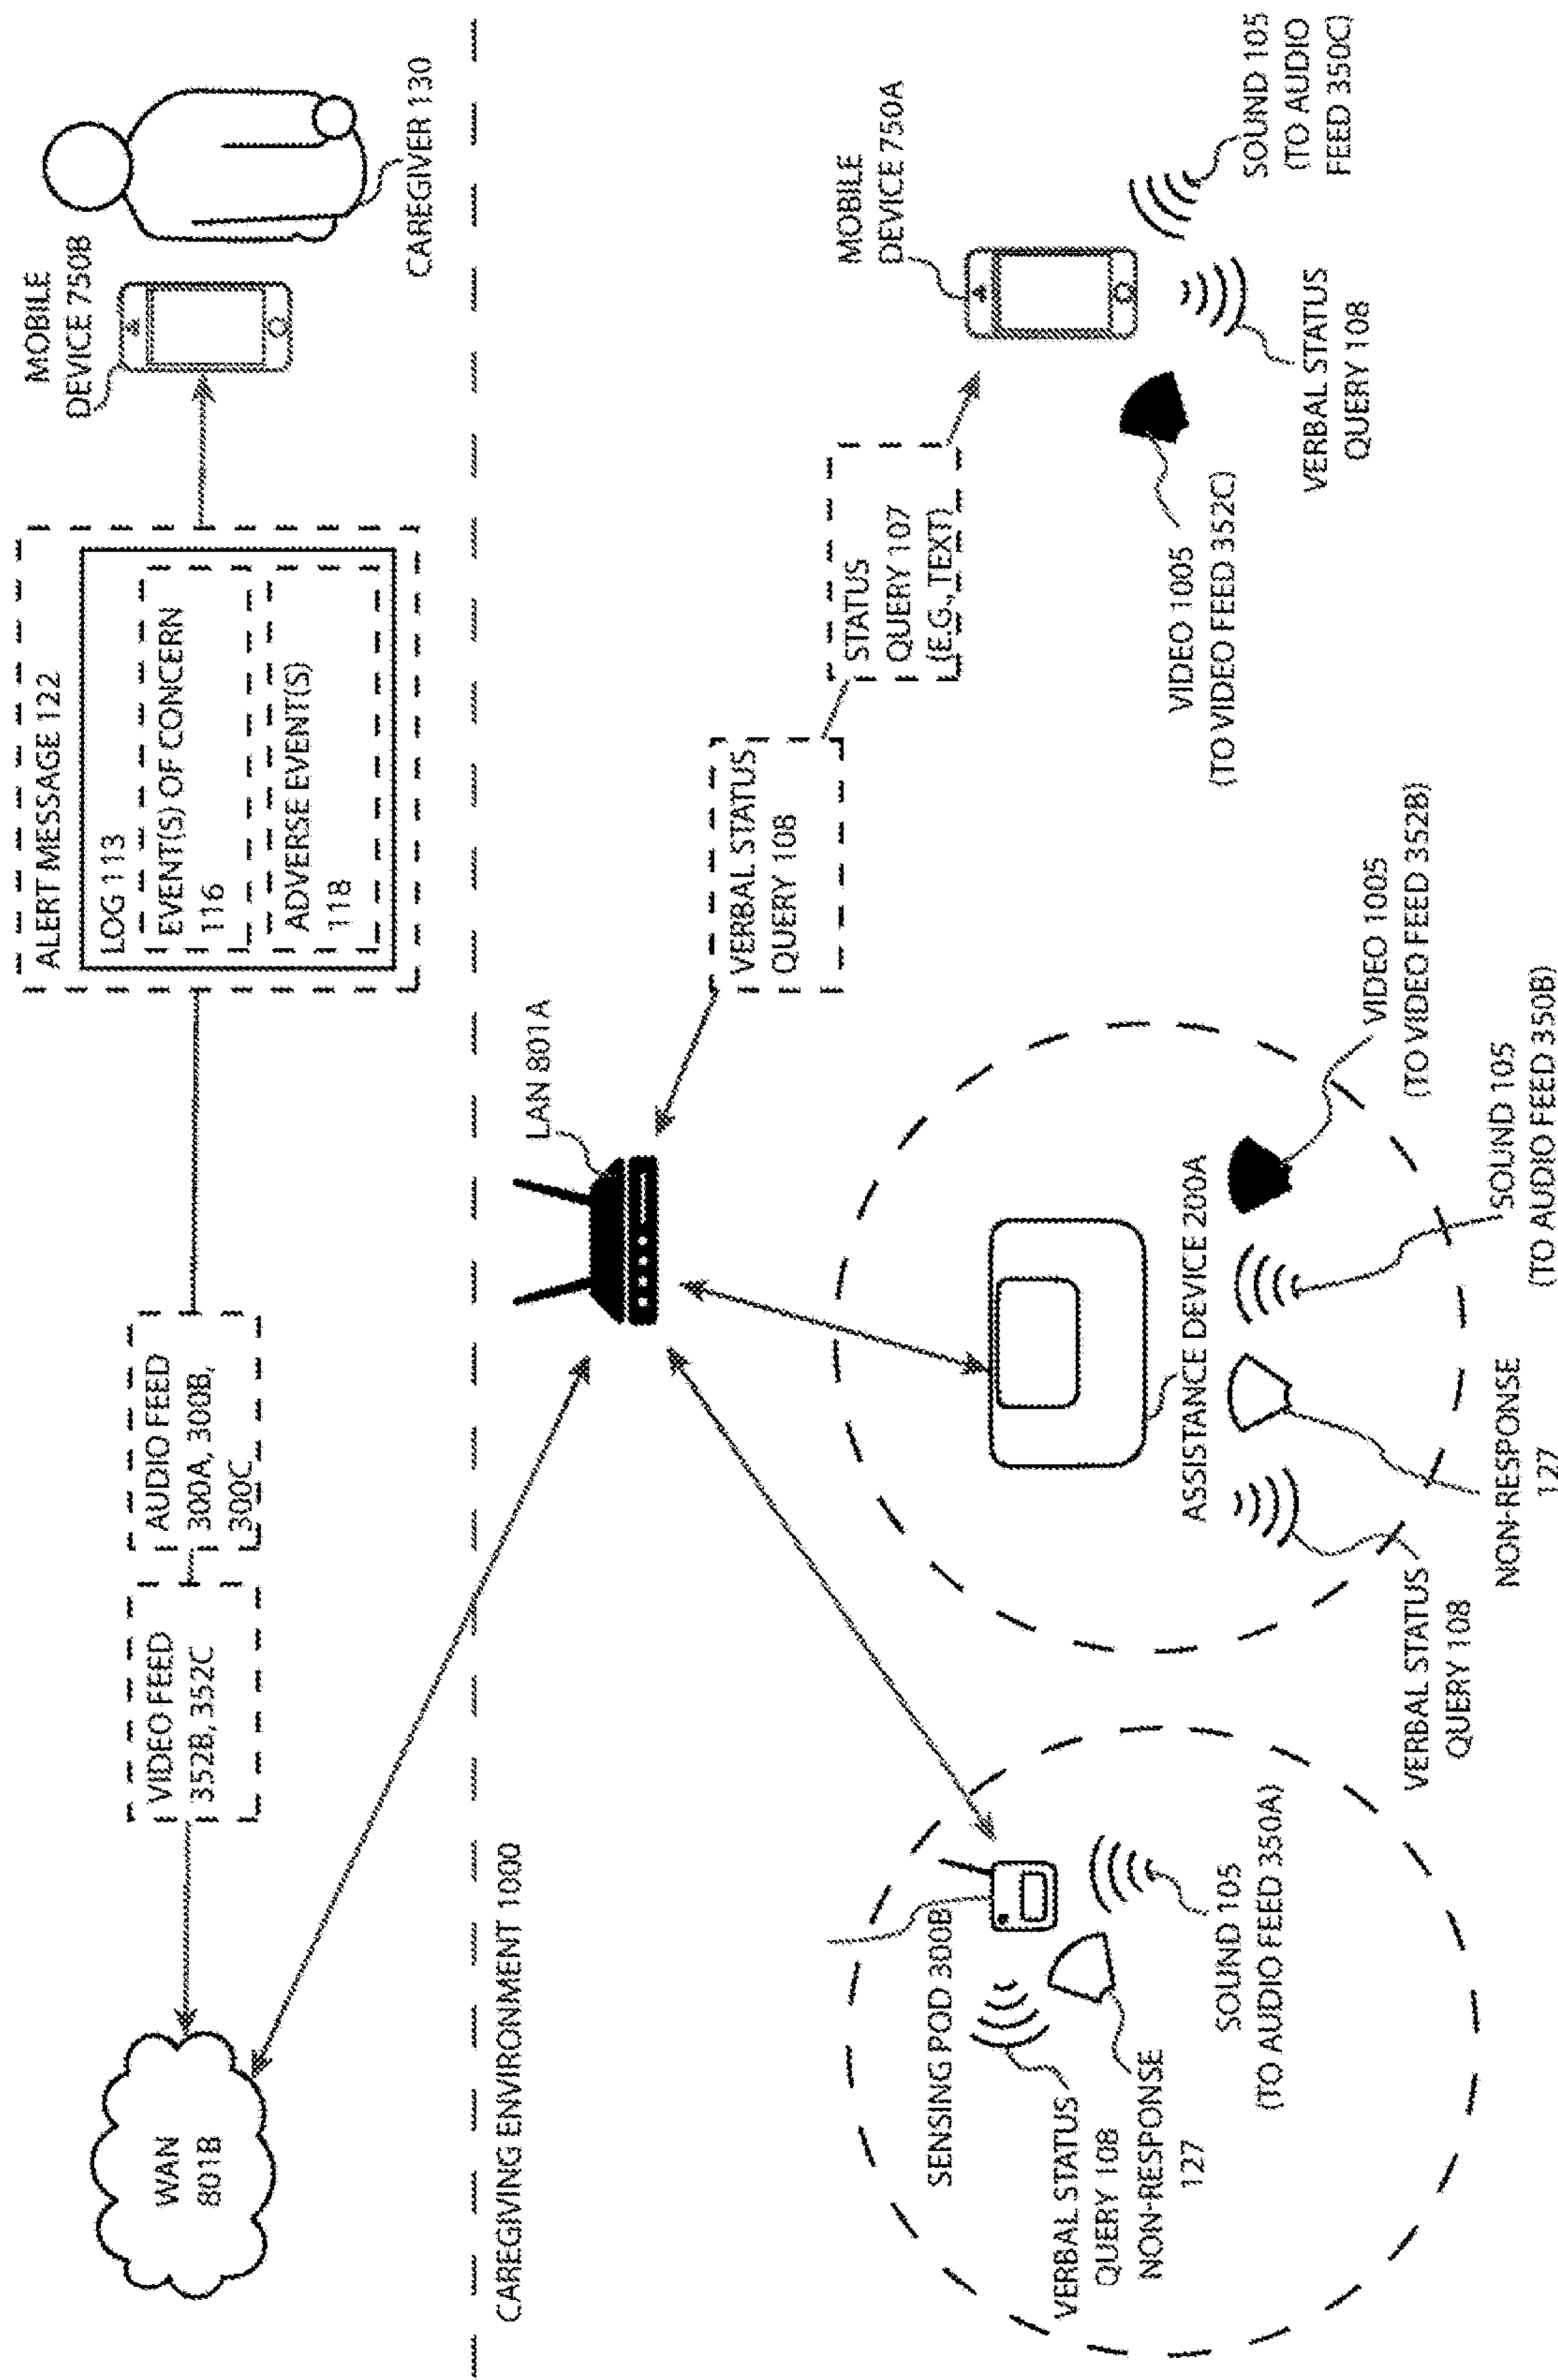 WAN
801B
VIDEO FEED
352B, 352C
AUDIO FEED
300A, 300B,
300C
ALERT MESSAGE 122
LOG 113
EVENT(S) OF CONCERN
116
ADVERSE EVENT(S)
118
MOBILE
DEVICE 750B
CAREGIVER 130
CAREGIVING ENVIRONMENT 1000
LAN 801A
VERBAL STATUS
QUERY 108
STATUS
QUERY 107
(E.G., TEXT)
MOBILE
DEVICE 750A
SENSING POD 300B
VERBAL STATUS
QUERY 108
NON-RESPONSE
127
SOUND 105
(TO AUDIO FEED 350A)
ASSISTANCE DEVICE 200A
VERBAL STATUS
QUERY 108
NON-RESPONSE
127
SOUND 105
(TO AUDIO FEED 350B)
VIDEO 1005
(TO VIDEO FEED 352B)
VIDEO 1005
(TO VIDEO FEED 352C)
VERBAL STATUS
QUERY 108
SOUND 105
(TO AUDIO
FEED 350C)